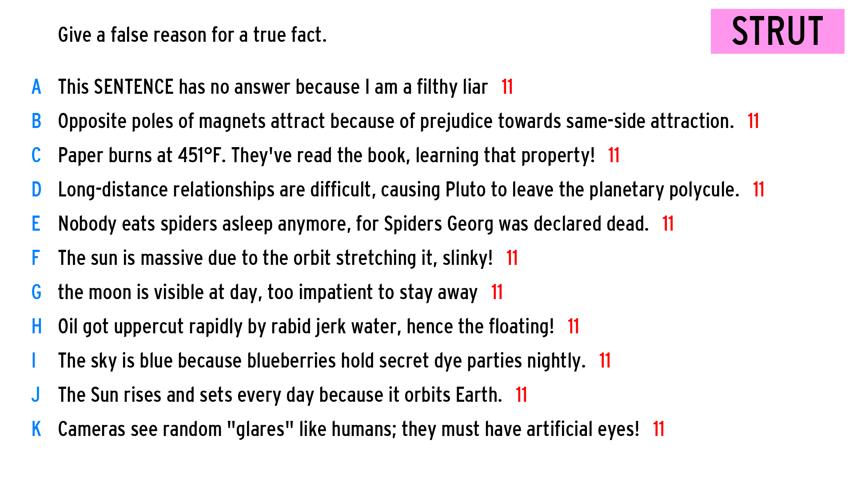 Give a false reason for a true fact.
STRUT
A This SENTENCE has no answer because I am a filthy liar 11
B Opposite poles of magnets attract because of prejudice towards same-side attraction. 11
C Paper burns at 451°F. They've read the book, learning that property! 11
D Long-distance relationships are difficult, causing Pluto to leave the planetary polycule. 11
E Nobody eats spiders asleep anymore, for Spiders Georg was declared dead. 11
F The sun is massive due to the orbit stretching it, slinky! 11
G the moon is visible at day, too impatient to stay away 11
H Oil got uppercut rapidly by rabid jerk water, hence the floating! 11
I The sky is blue because blueberries hold secret dye parties nightly. 11
J The Sun rises and sets every day because it orbits Earth. 11
K Cameras see random "glares" like humans; they must have artificial eyes! 11